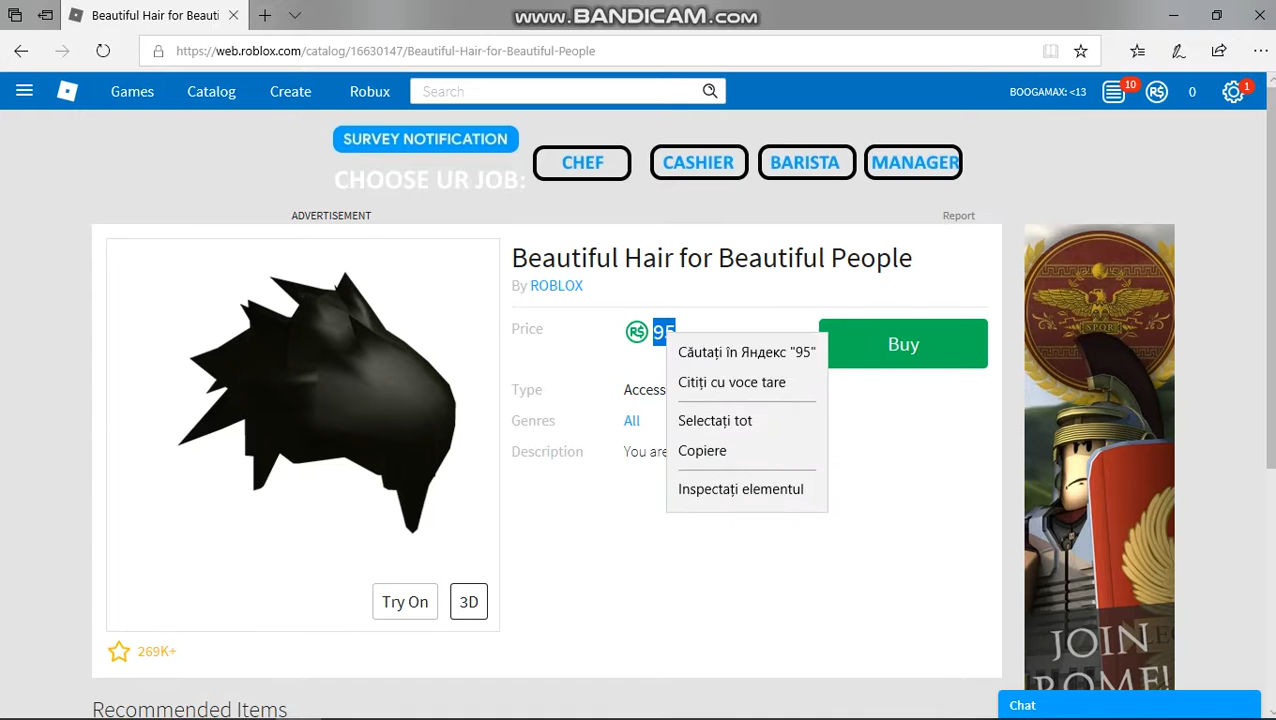 Beautiful Hair for Beauti
www.BANDICAM.com
https://web.roblox.com/catalog/16630147/Beautiful-Hair-for-Beautiful-People
Games
Catalog
Create
Robux
Search
BOOGAMAX: <13
10
R$
0
1
SURVEY NOTIFICATION
CHOOSE UR JOB:
CHEF
CASHIER
BARISTA
MANAGER
ADVERTISEMENT
Report
Beautiful Hair for Beautiful People
By ROBLOX
Price
R$ 95
Buy
Căutați în Яндекс "95"
Citiți cu voce tare
Selectați tot
Copiere
Inspectați elementul
Type
Access
Genres
All
Description
You are
Try On
3D
269K+
SPQR
JOIN
ROME!
Recommended Items
Chat